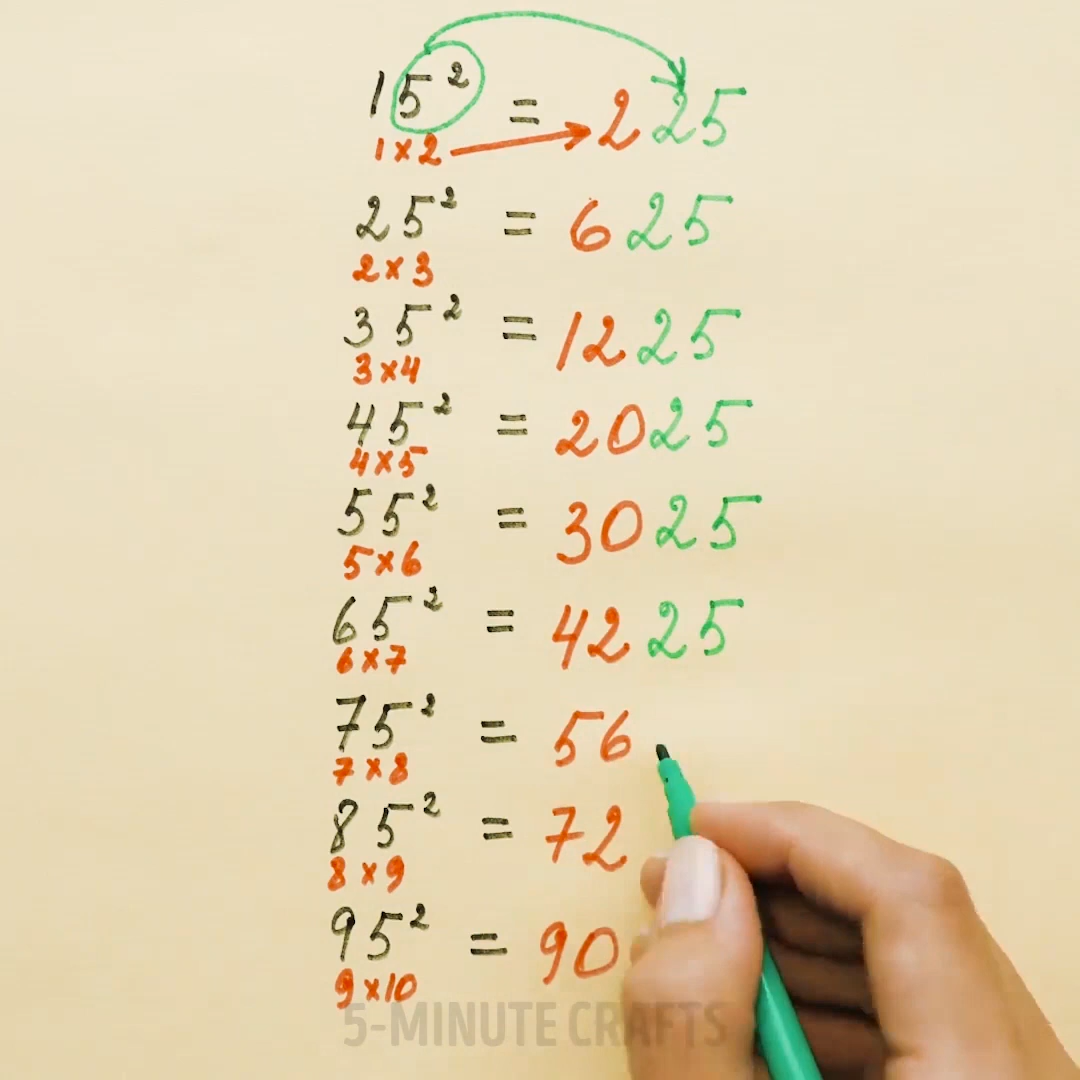 15² = 225
1×2
25² = 625
2×3
35² = 1225
3×4
45² = 2025
4×5
55² = 3025
5×6
65² = 4225
6×7
75² = 56
7×8
85² = 72
8×9
95² = 90
9×10
5-MINUTE CRAFTS